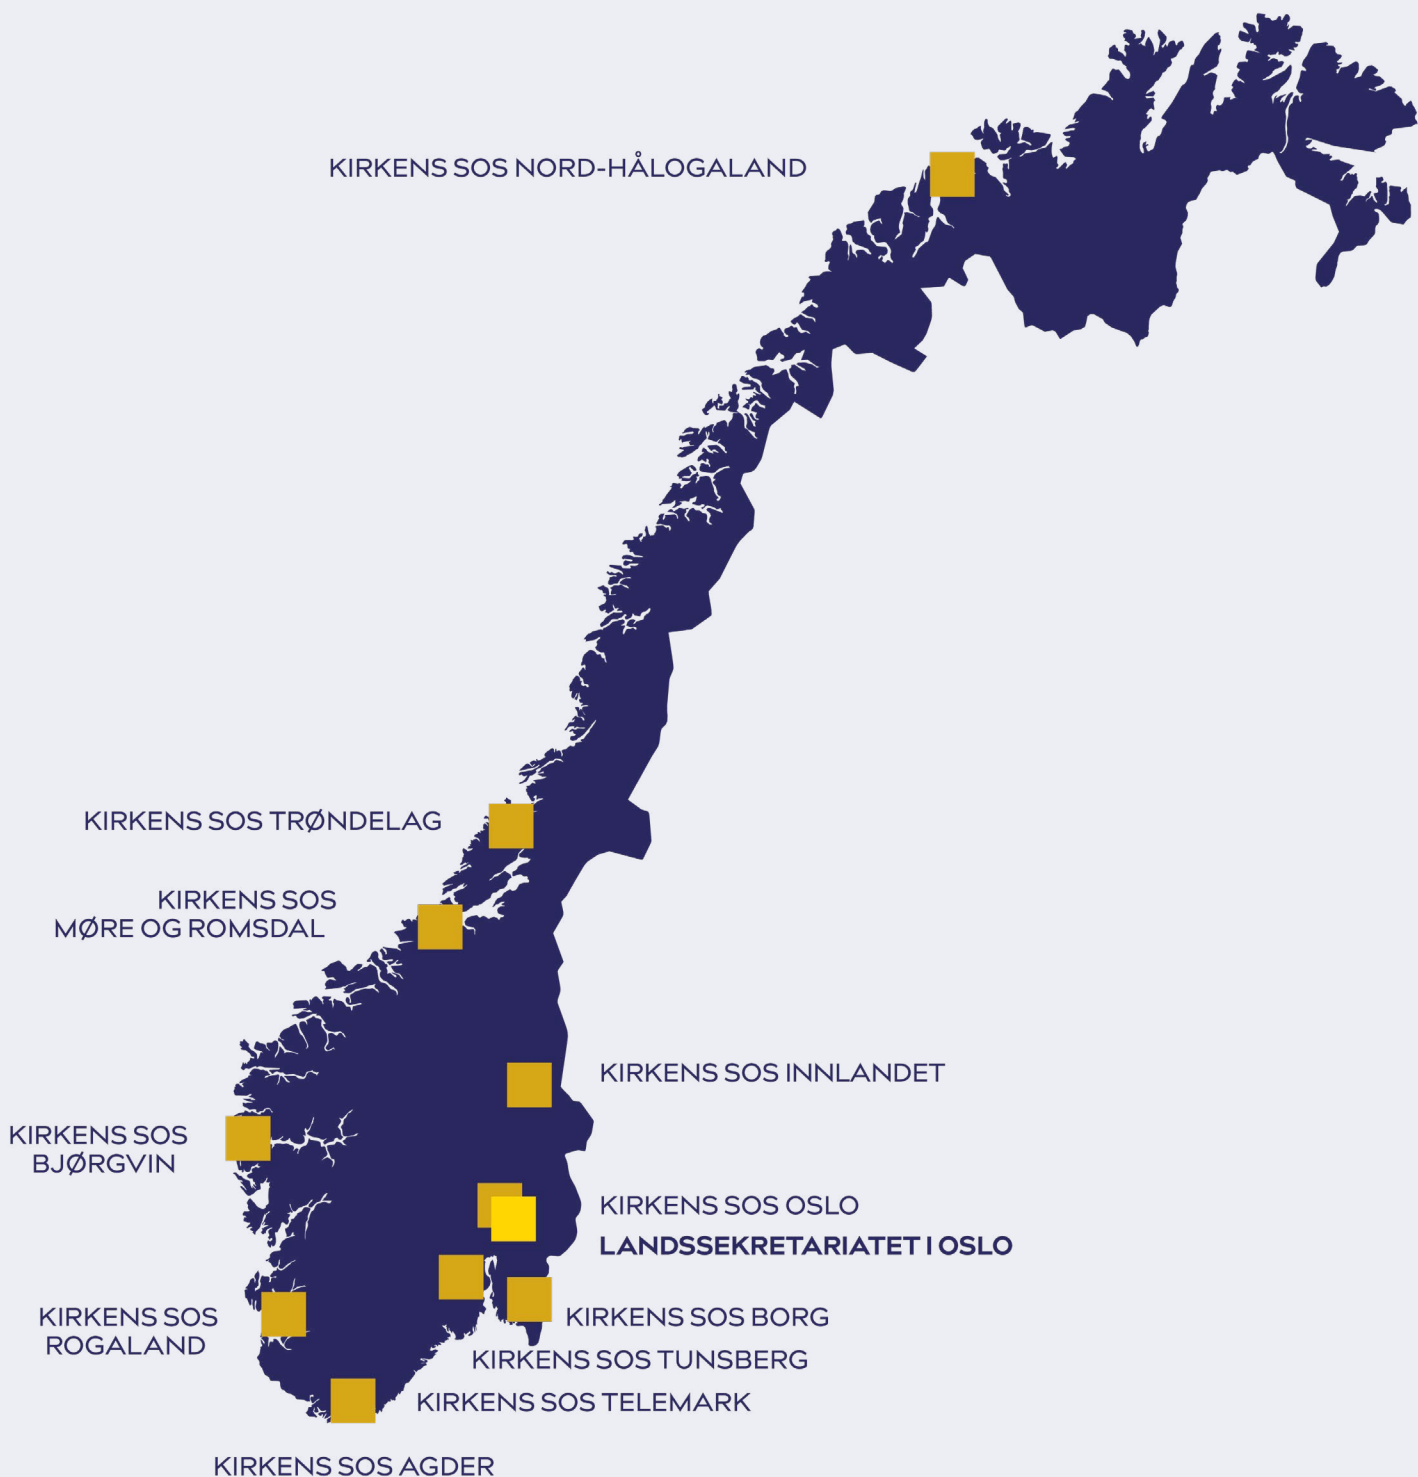 KIRKENS SOS NORD-HÅLOGALAND
KIRKENS SOS TRØNDELAG
KIRKENS SOS
MØRE OG ROMSDAL
KIRKENS SOS INNLANDET
KIRKENS SOS
BJØRGVIN
KIRKENS SOS OSLO
LANDSSEKRETARIATET I OSLO
KIRKENS SOS
ROGALAND
KIRKENS SOS BORG
KIRKENS SOS TUNSBERG
KIRKENS SOS TELEMARK
KIRKENS SOS AGDER